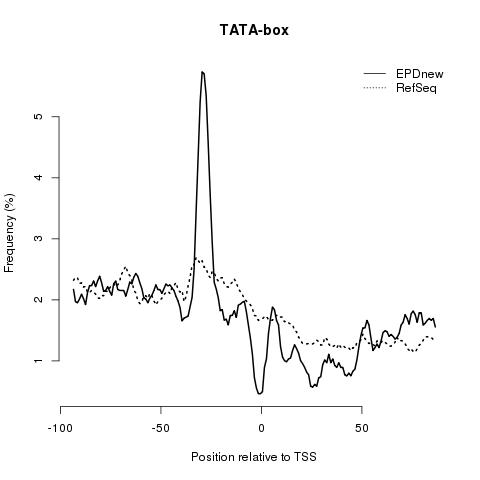 TATA-box
EPDnew
RefSeq
Frequency (%)
5
4
3
2
1
-100 -50 0 50
Position relative to TSS